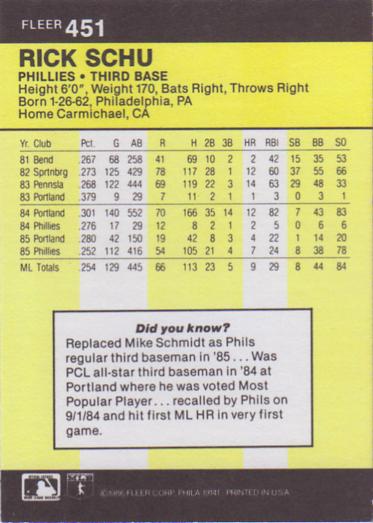 FLEER 451
RICK SCHU
PHILLIES • THIRD BASE
Height 6'0", Weight 170, Bats Right, Throws Right
Born 1-26-62, Philadelphia, PA
Home Carmichael, CA
Yr. Club Pct. G AB R H 2B 3B HR RBI SB BB SO
81 Bend .267 68 258 41 69 10 2 2 42 15 35 53
82 Sprtnbrg .273 125 429 78 117 28 1 12 60 37 55 66
83 Pennsla .268 122 444 69 119 22 3 14 63 29 48 33
83 Portland .379 9 29 7 11 2 1 1 3 0 3 1
84 Portland .301 140 552 70 166 35 14 12 82 7 43 83
84 Phillies .276 17 29 12 8 2 1 2 5 0 6 6
85 Portland .280 42 150 19 42 8 3 4 22 1 14 20
85 Phillies .252 112 416 54 105 21 4 7 24 8 38 78
ML Totals .254 129 445 66 113 23 5 9 29 8 44 84
Did you know?
Replaced Mike Schmidt as Phils
regular third baseman in '85 . . . Was
PCL all-star third baseman in '84 at
Portland where he was voted Most
Popular Player . . . recalled by Phils on
9/1/84 and hit first ML HR in very first
game.
©1986 FLEER CORP. PHILA 19141 PRINTED IN U.S.A.